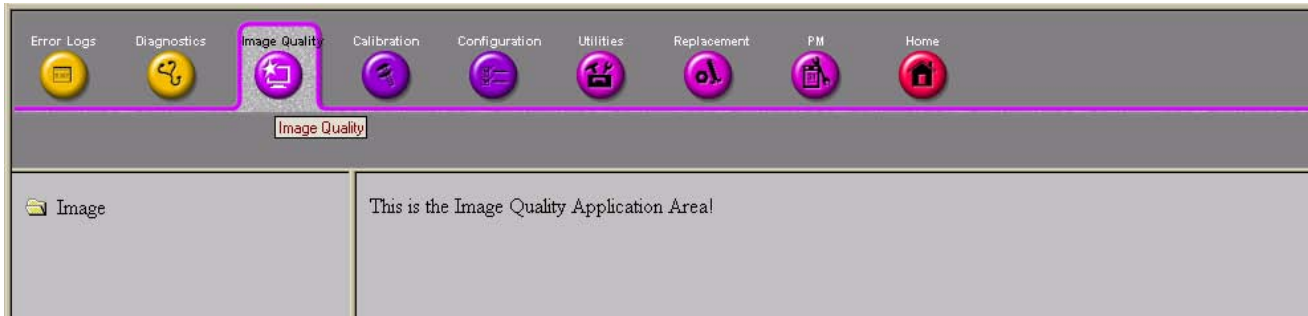 Error Logs
Diagnostics
Image Quality
Calibration
Configuration
Utilities
Replacement
PM
Home
Image Quality
Image
This is the Image Quality Application Area!